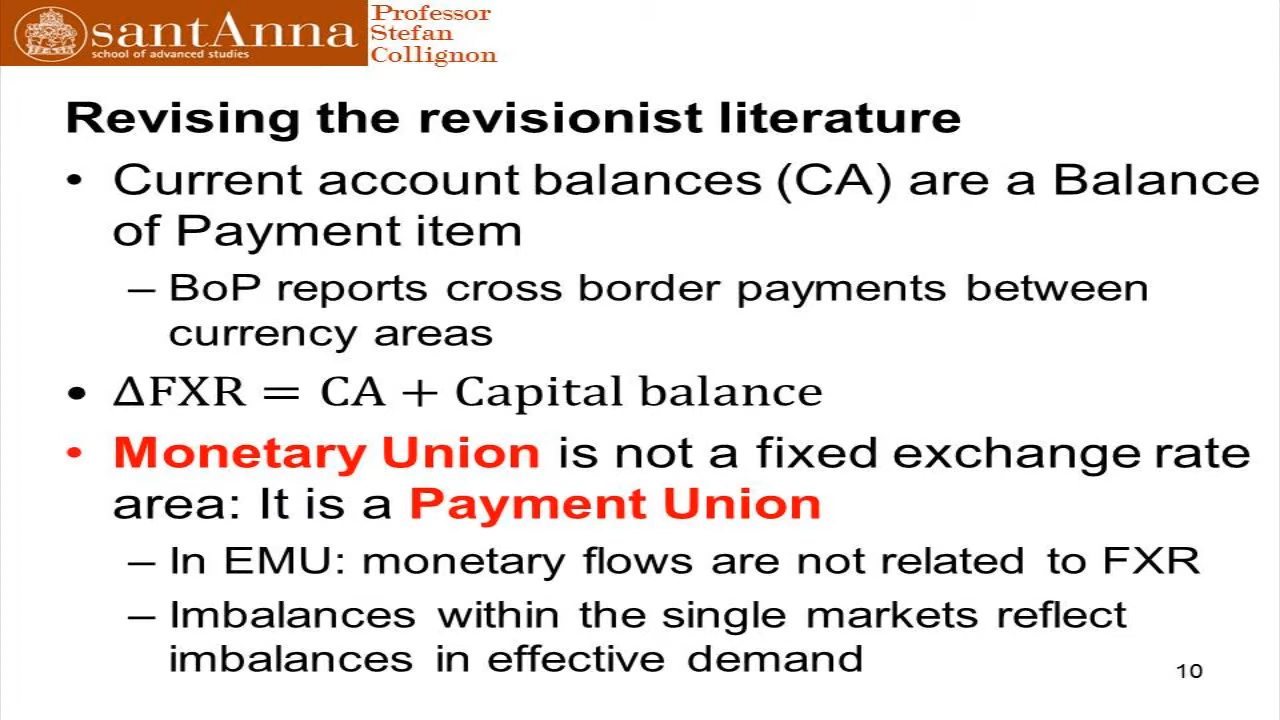 santAnna
school of advanced studies
Professor
Stefan
Collignon
Revising the revisionist literature
• Current account balances (CA) are a Balance
of Payment item
– BoP reports cross border payments between
currency areas
• ΔFXR = CA + Capital balance
• Monetary Union is not a fixed exchange rate
area: It is a Payment Union
– In EMU: monetary flows are not related to FXR
– Imbalances within the single markets reflect
imbalances in effective demand
10